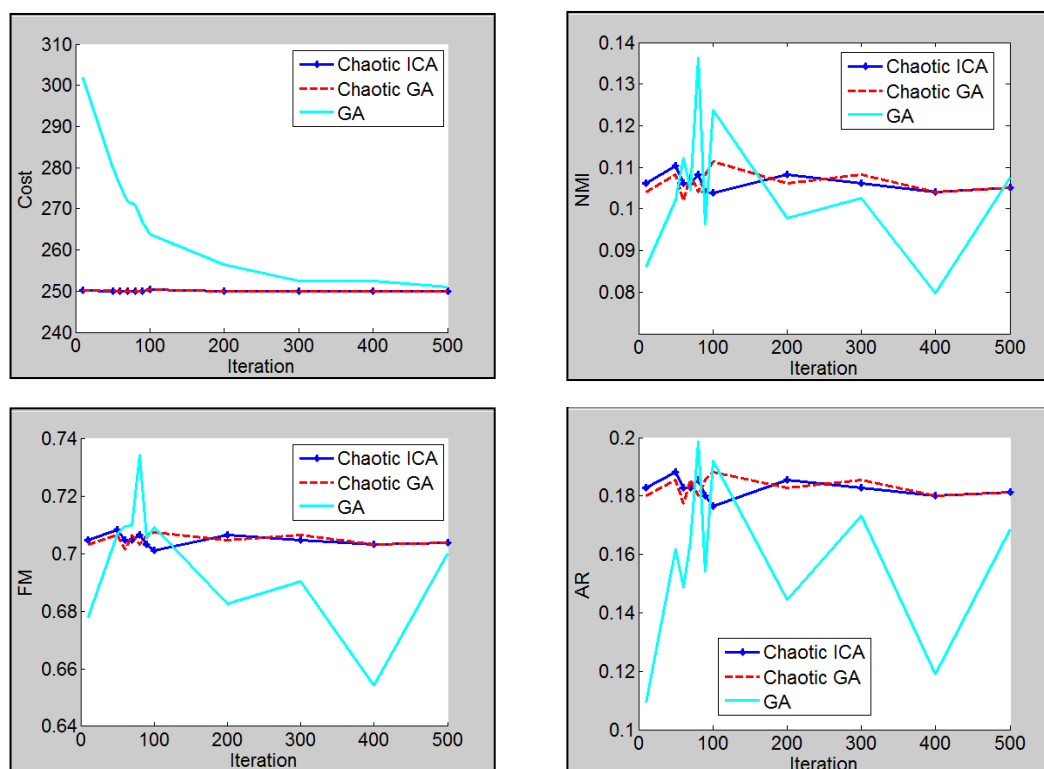 310
300
290
280
270
260
250
240
Cost
0 100 200 300 400 500
Iteration
Chaotic ICA
Chaotic GA
GA
0.14
0.13
0.12
0.11
0.1
0.09
0.08
NMI
0 100 200 300 400 500
Iteration
Chaotic ICA
Chaotic GA
GA
0.74
0.72
0.7
0.68
0.66
0.64
FM
0 100 200 300 400 500
Iteration
Chaotic ICA
Chaotic GA
GA
0.2
0.18
0.16
0.14
0.12
0.1
AR
0 100 200 300 400 500
Iteration
Chaotic ICA
Chaotic GA
GA